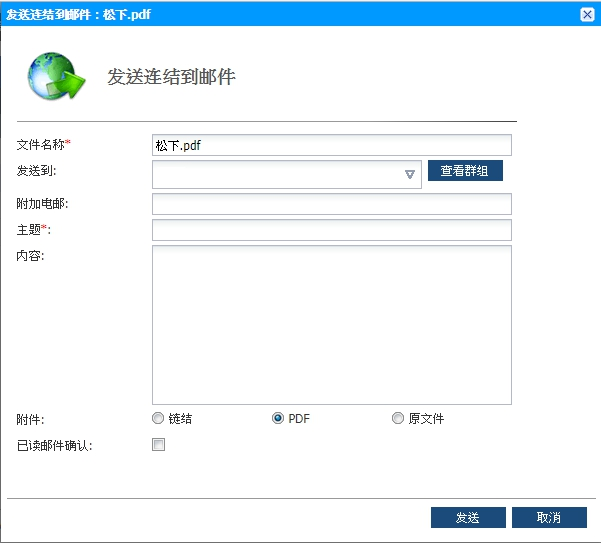 发送连结到邮件：松下.pdf
发送连结到邮件
文件名称* 松下.pdf
发送到: 查看群组
附加电邮:
主题*:
内容:
附件: 链结 PDF 原文件
已读邮件确认:
发送 取消